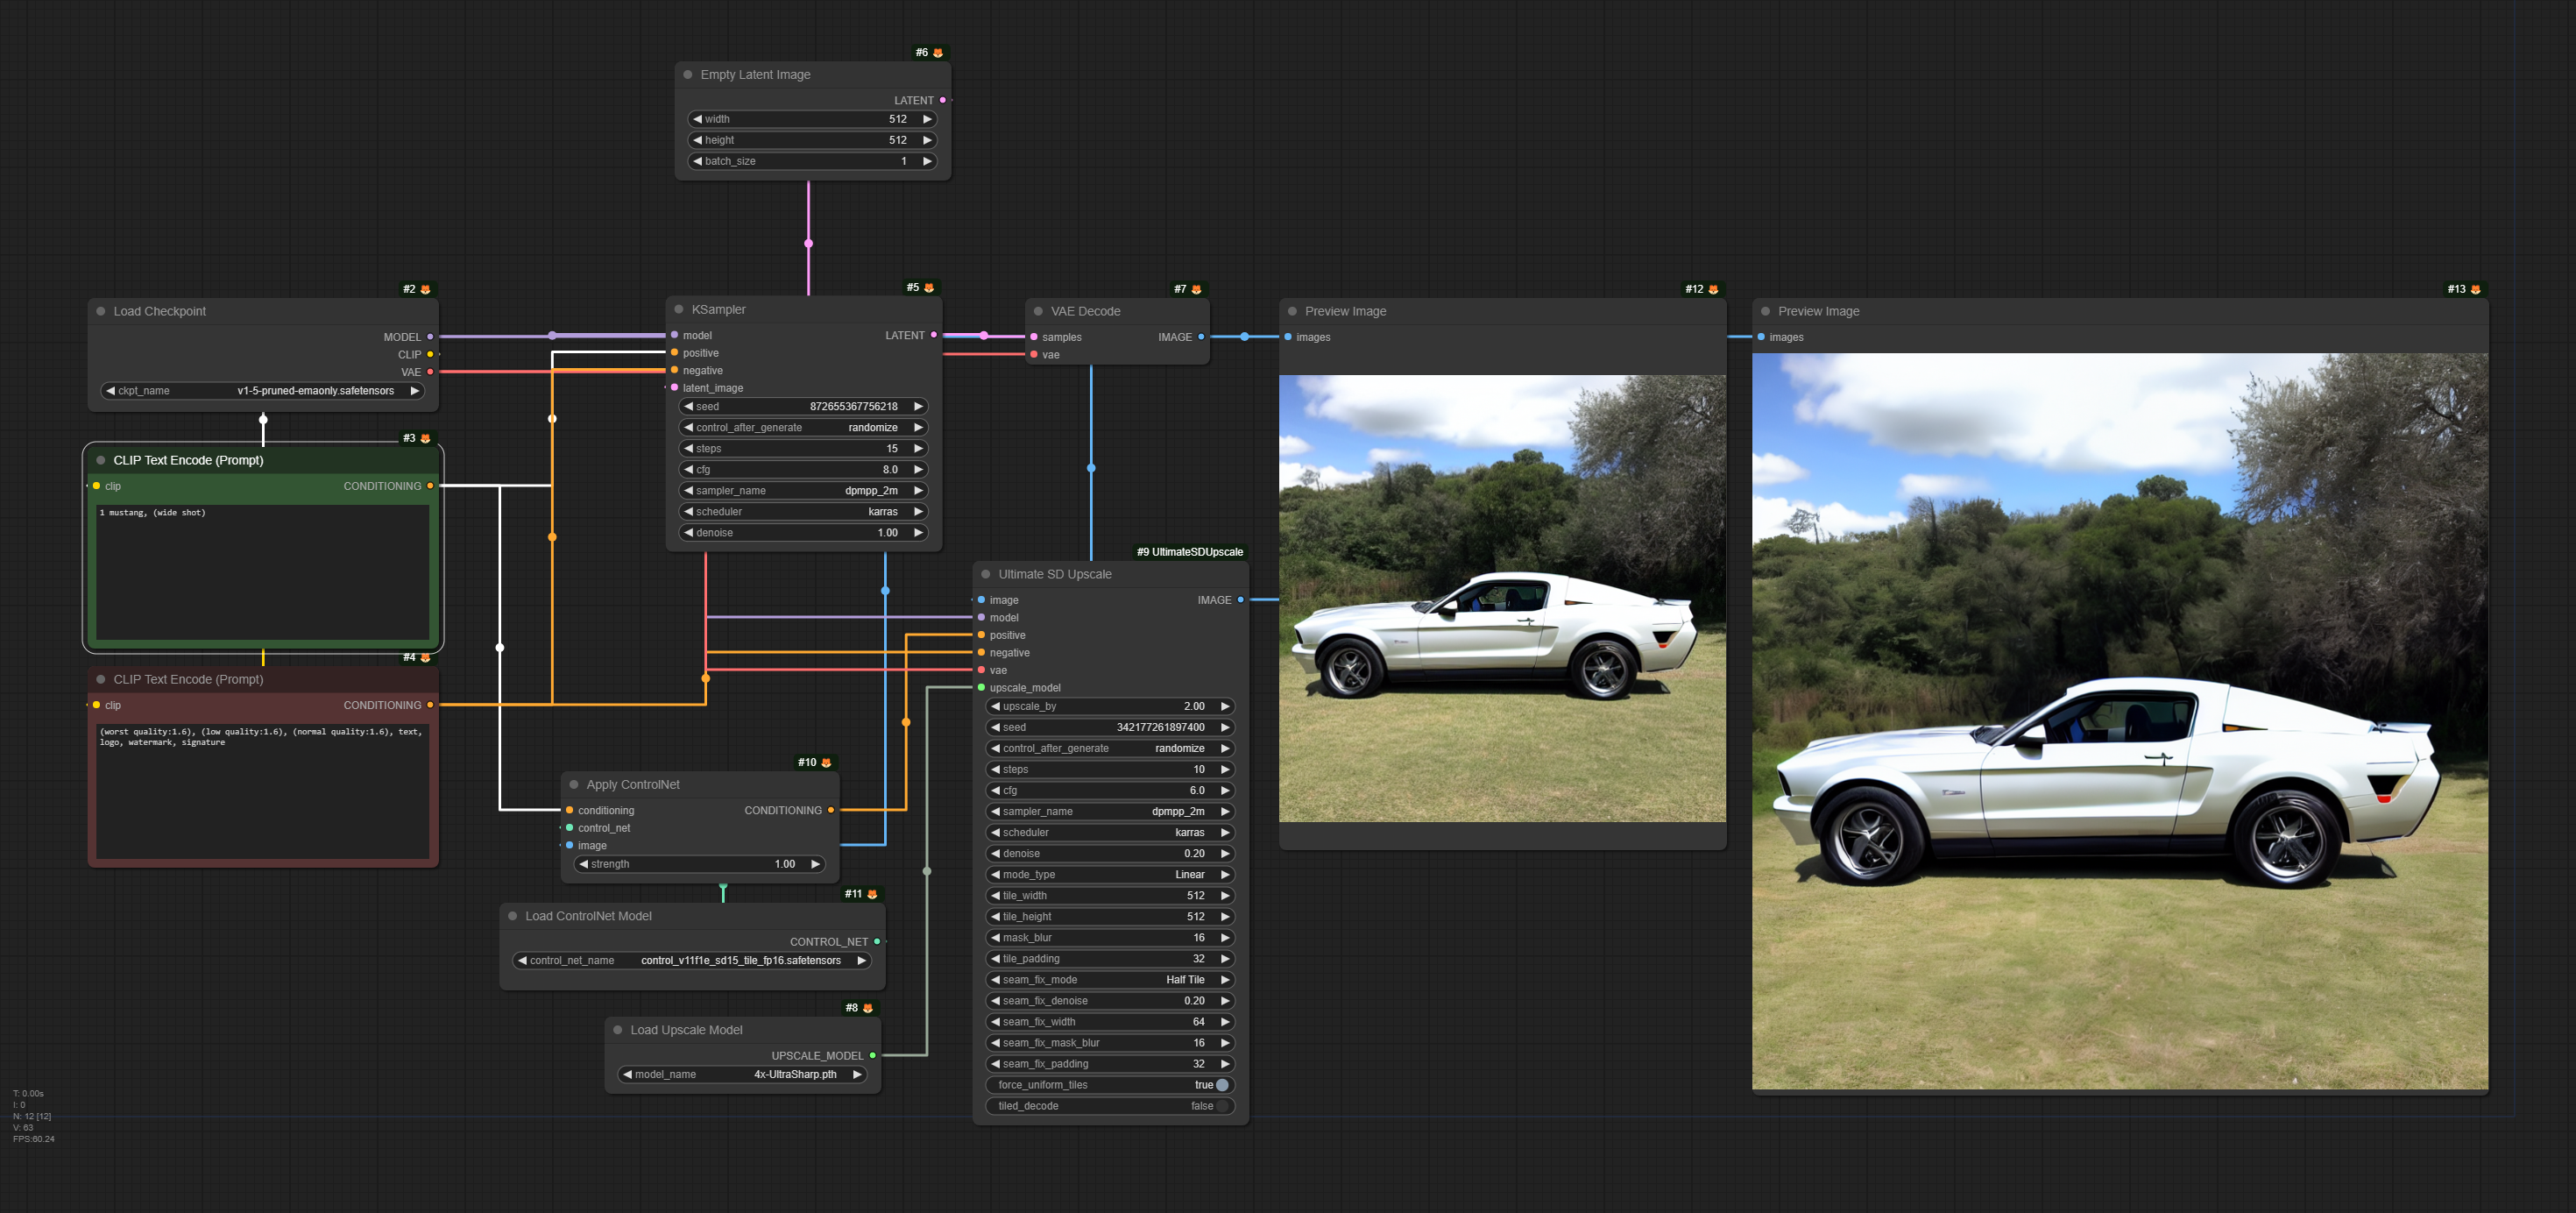 #6
Empty Latent Image
LATENT
width 512
height 512
batch_size 1
#2
Load Checkpoint
MODEL
CLIP
VAE
ckpt_name v1-5-pruned-emaonly.safetensors
#3
CLIP Text Encode (Prompt)
clip CONDITIONING
1 mustang, (wide shot)
#4
CLIP Text Encode (Prompt)
clip CONDITIONING
(worst quality:1.6), (low quality:1.6), (normal quality:1.6), text,
logo, watermark, signature
#5
KSampler
model LATENT
positive
negative
latent_image
seed 872655367756218
control_after_generate randomize
steps 15
cfg 8.0
sampler_name dpmpp_2m
scheduler karras
denoise 1.00
#7
VAE Decode
samples IMAGE
vae
#10
Apply ControlNet
conditioning CONDITIONING
control_net
image
strength 1.00
#11
Load ControlNet Model
CONTROL_NET
control_net_name control_v11f1e_sd15_tile_fp16.safetensors
#8
Load Upscale Model
UPSCALE_MODEL
model_name 4x-UltraSharp.pth
#9 UltimateSDUpscale
Ultimate SD Upscale
image IMAGE
model
positive
negative
vae
upscale_model
upscale_by 2.00
seed 342177261897400
control_after_generate randomize
steps 10
cfg 6.0
sampler_name dpmpp_2m
scheduler karras
denoise 0.20
mode_type Linear
tile_width 512
tile_height 512
mask_blur 16
tile_padding 32
seam_fix_mode Half Tile
seam_fix_denoise 0.20
seam_fix_width 64
seam_fix_mask_blur 16
seam_fix_padding 32
force_uniform_tiles true
tiled_decode false
#12
Preview Image
images
#13
Preview Image
images
T: 0.00s
I: 0
N: 12 [12]
V: 63
FPS:60.24